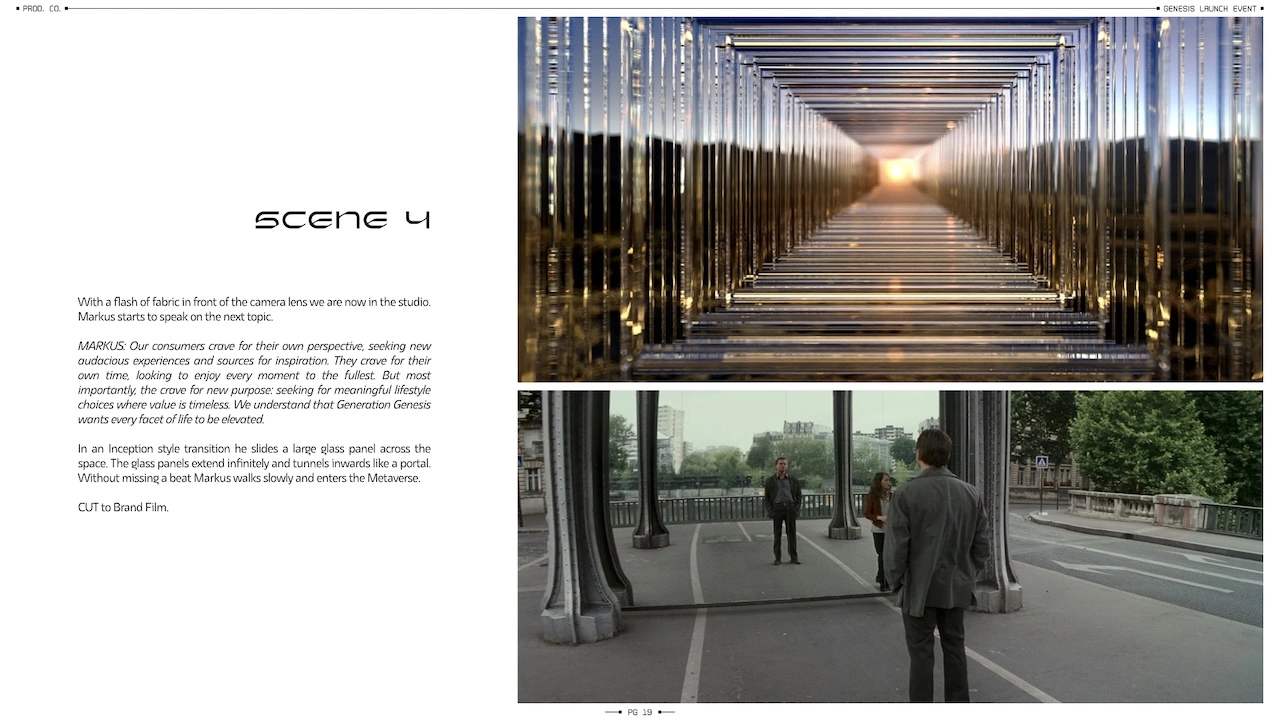 PROD. CO.
GENESIS LAUNCH EVENT
SCENE 4
With a flash of fabric in front of the camera lens we are now in the studio.
Markus starts to speak on the next topic.
MARKUS: Our consumers crave for their own perspective, seeking new
audacious experiences and sources for inspiration. They crave for their
own time, looking to enjoy every moment to the fullest. But most
importantly, the crave for new purpose: seeking for meaningful lifestyle
choices where value is timeless. We understand that Generation Genesis
wants every facet of life to be elevated.
In an Inception style transition he slides a large glass panel across the
space. The glass panels extend infinitely and tunnels inwards like a portal.
Without missing a beat Markus walks slowly and enters the Metaverse.
CUT to Brand Film.
PG 19